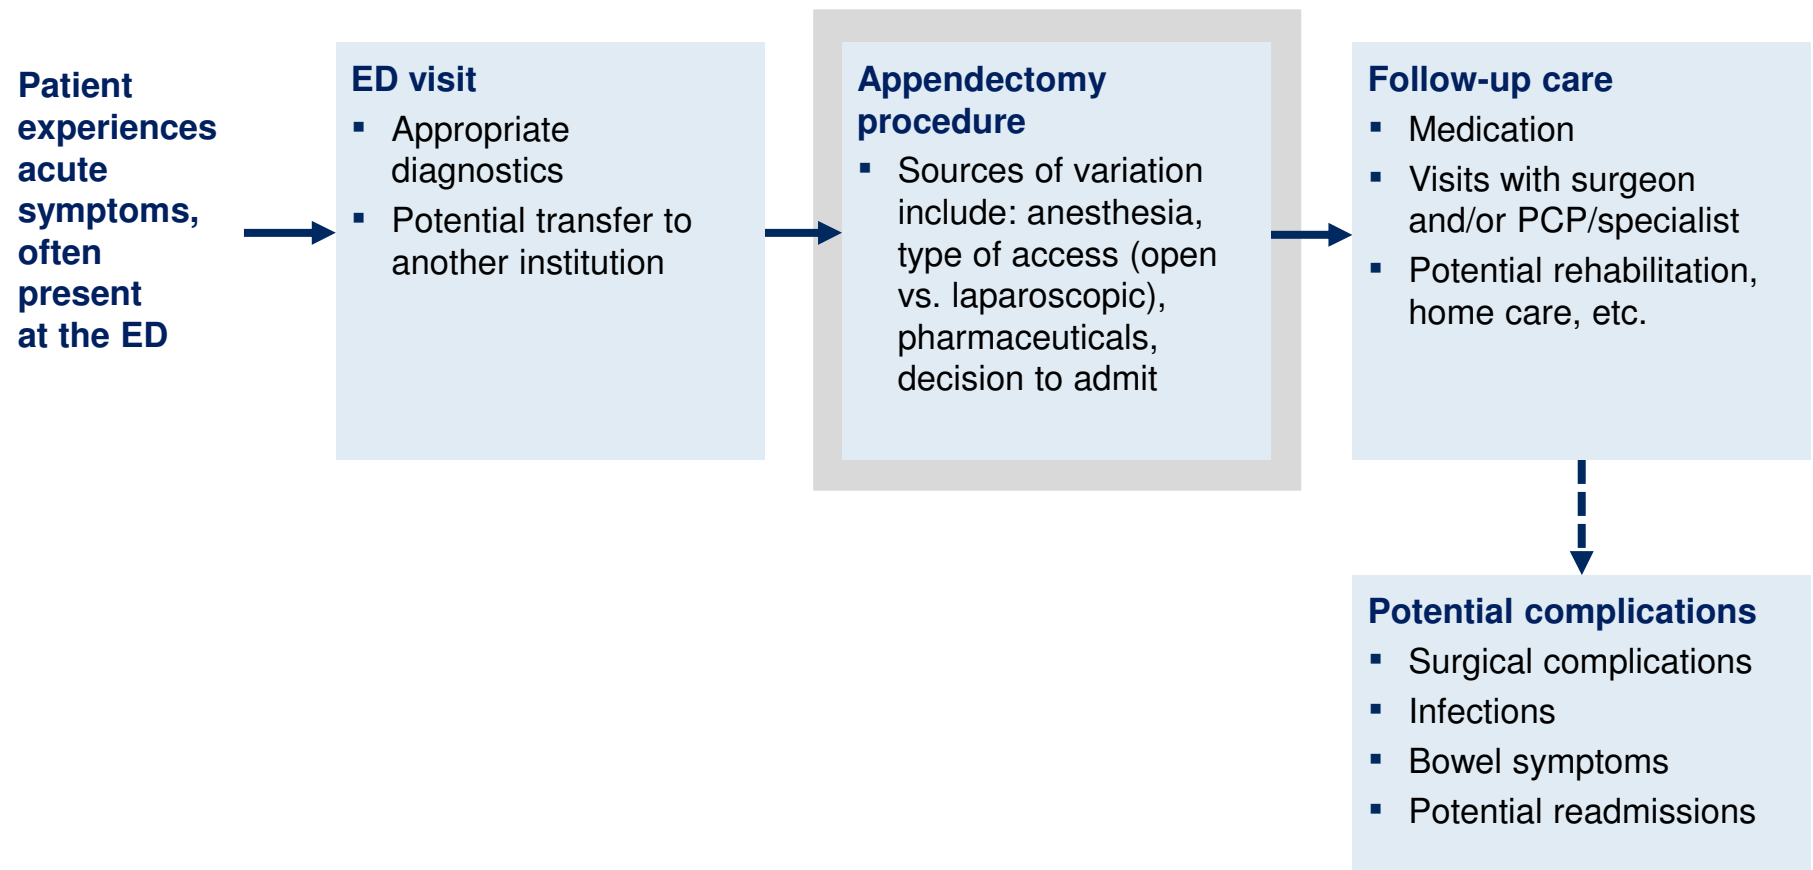 Patient
experiences
acute
symptoms,
often
present
at the ED
ED visit
▪ Appropriate
diagnostics
▪ Potential transfer to
another institution
Appendectomy
procedure
▪ Sources of variation
include: anesthesia,
type of access (open
vs. laparoscopic),
pharmaceuticals,
decision to admit
Follow-up care
▪ Medication
▪ Visits with surgeon
and/or PCP/specialist
▪ Potential rehabilitation,
home care, etc.
Potential complications
▪ Surgical complications
▪ Infections
▪ Bowel symptoms
▪ Potential readmissions